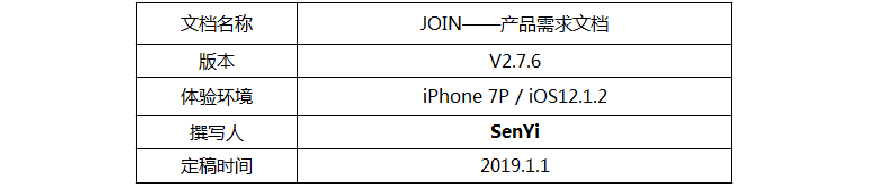 文档名称 JOIN——产品需求文档
版本 V2.7.6
体验环境 iPhone 7P / iOS12.1.2
撰写人 SenYi
定稿时间 2019.1.1